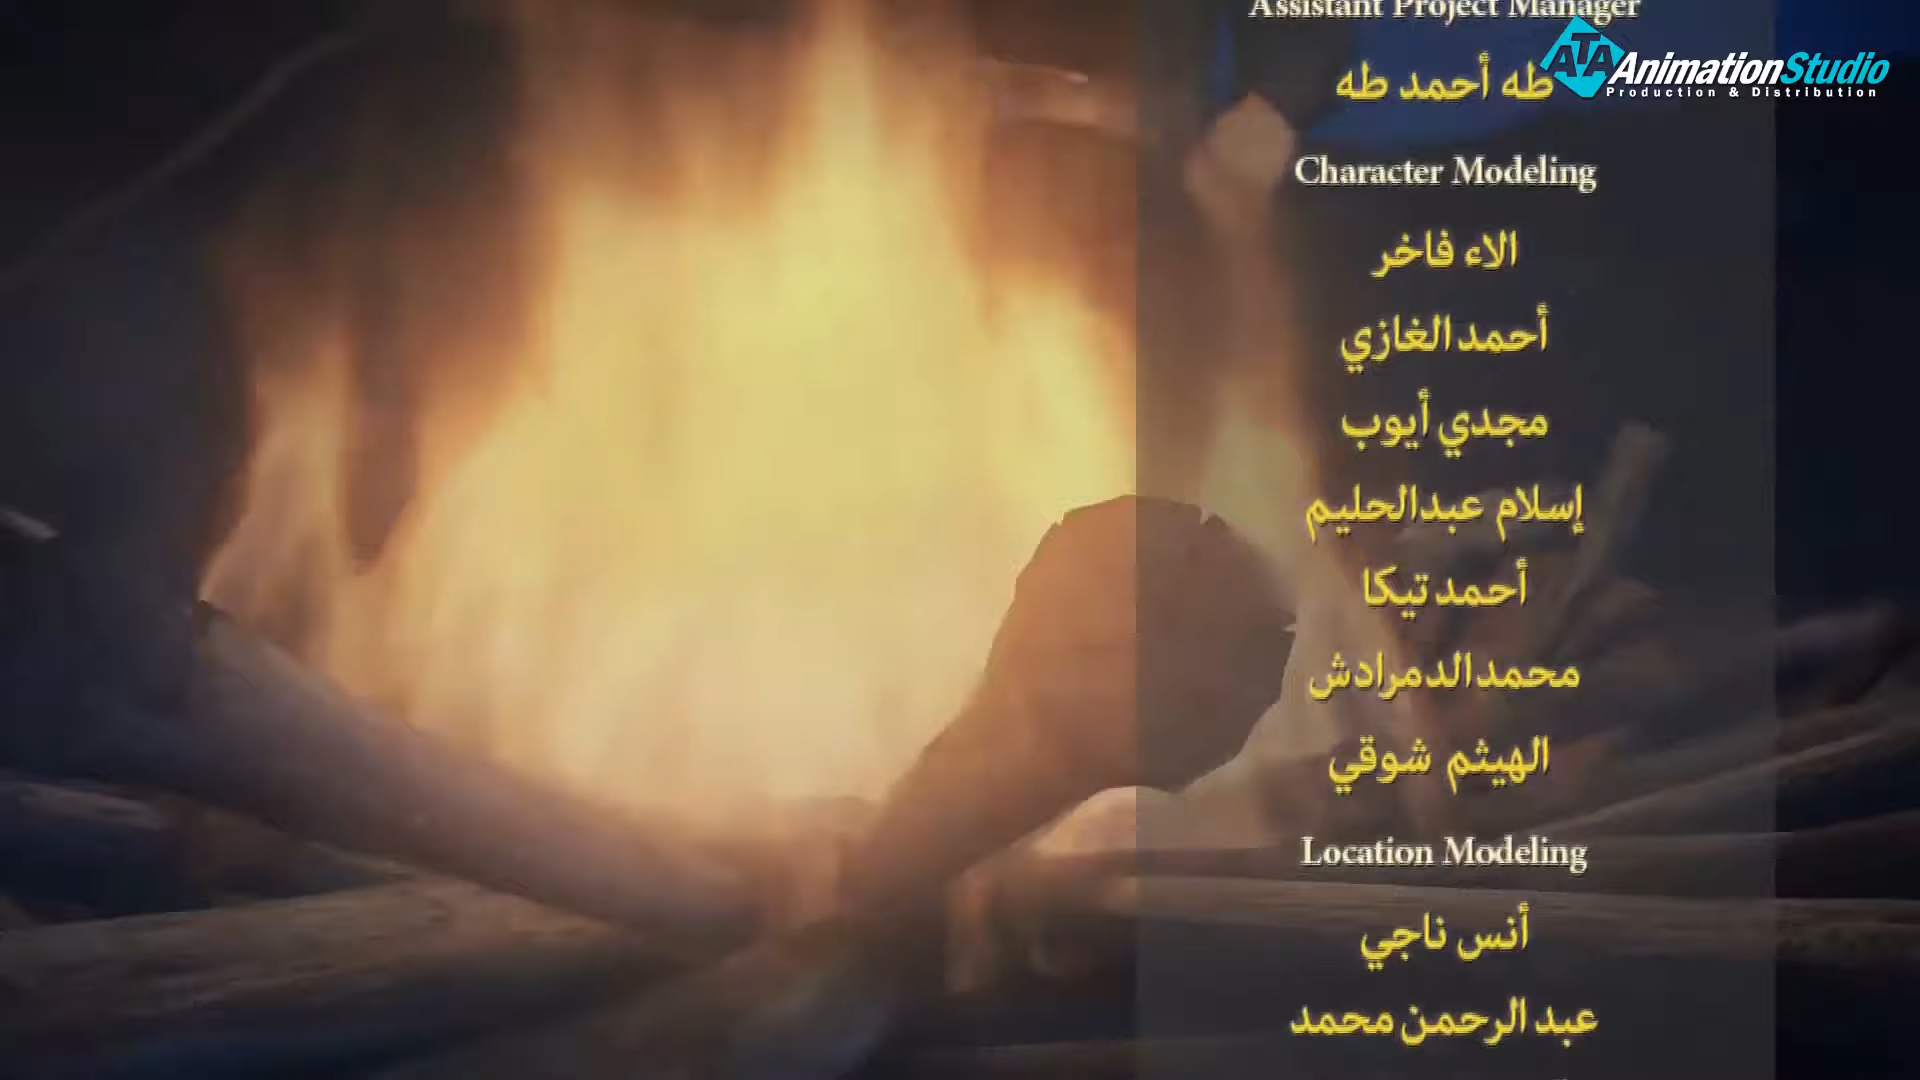 Assistant Project Manager
طه أحمد طه
ATA AnimationStudio
Production & Distribution
Character Modeling
الاء فاخر
أحمد الغازي
مجدي أيوب
إسلام عبدالحليم
أحمد تيكا
محمد الدمرادش
الهيثم شوقي
Location Modeling
أنس ناجي
عبد الرحمن محمد